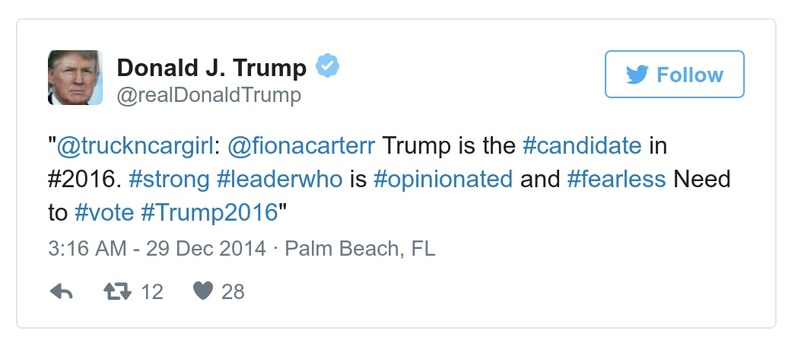 Donald J. Trump
@realDonaldTrump
Follow
"@truckncargirl: @fionacarterr Trump is the #candidate in
#2016. #strong #leaderwho is #opinionated and #fearless Need
to #vote #Trump2016"
3:16 AM - 29 Dec 2014 · Palm Beach, FL
12
28